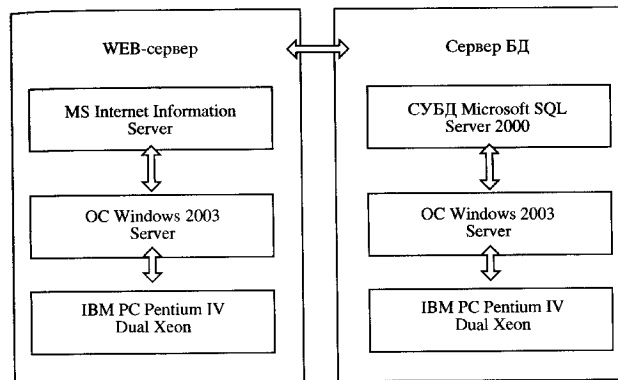 WEB-сервер
MS Internet Information
Server
ОС Windows 2003
Server
IBM PC Pentium IV
Dual Xeon
Сервер БД
СУБД Microsoft SQL
Server 2000
ОС Windows 2003
Server
IBM PC Pentium IV
Dual Xeon